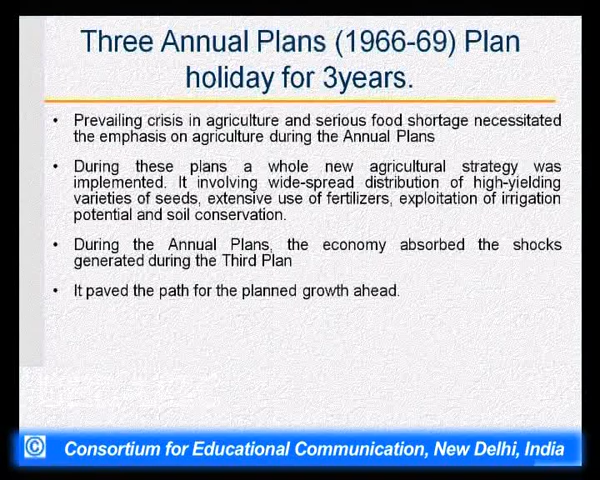 Three Annual Plans (1966-69) Plan
holiday for 3years.
• Prevailing crisis in agriculture and serious food shortage necessitated
the emphasis on agriculture during the Annual Plans
• During these plans a whole new agricultural strategy was
implemented. It involving wide-spread distribution of high-yielding
varieties of seeds, extensive use of fertilizers, exploitation of irrigation
potential and soil conservation.
• During the Annual Plans, the economy absorbed the shocks
generated during the Third Plan
• It paved the path for the planned growth ahead.
© Consortium for Educational Communication, New Delhi, India